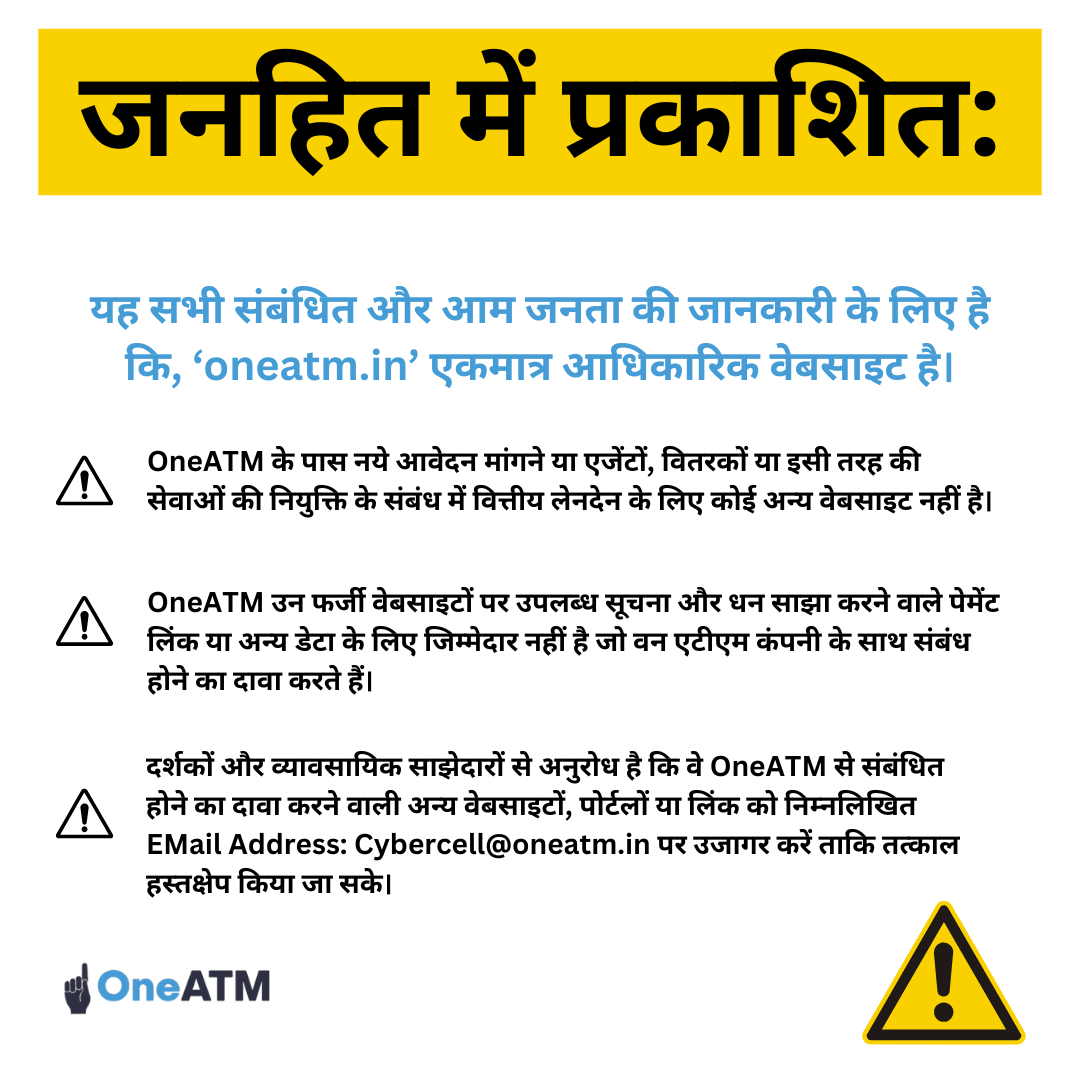 जनहित में प्रकाशित:
यह सभी संबंधित और आम जनता की जानकारी के लिए है
कि, ‘oneatm.in’ एकमात्र आधिकारिक वेबसाइट है।
OneATM के पास नये आवेदन मांगने या एजेंटों, वितरकों या इसी तरह की
सेवाओं की नियुक्ति के संबंध में वित्तीय लेनदेन के लिए कोई अन्य वेबसाइट नहीं है।
OneATM उन फर्जी वेबसाइटों पर उपलब्ध सूचना और धन साझा करने वाले पेमेंट
लिंक या अन्य डेटा के लिए जिम्मेदार नहीं है जो वन एटीएम कंपनी के साथ संबंध
होने का दावा करते हैं।
दर्शकों और व्यावसायिक साझेदारों से अनुरोध है कि वे OneATM से संबंधित
होने का दावा करने वाली अन्य वेबसाइटों, पोर्टलों या लिंक को निम्नलिखित
EMail Address: Cybercell@oneatm.in पर उजागर करें ताकि तत्काल
हस्तक्षेप किया जा सके।
OneATM